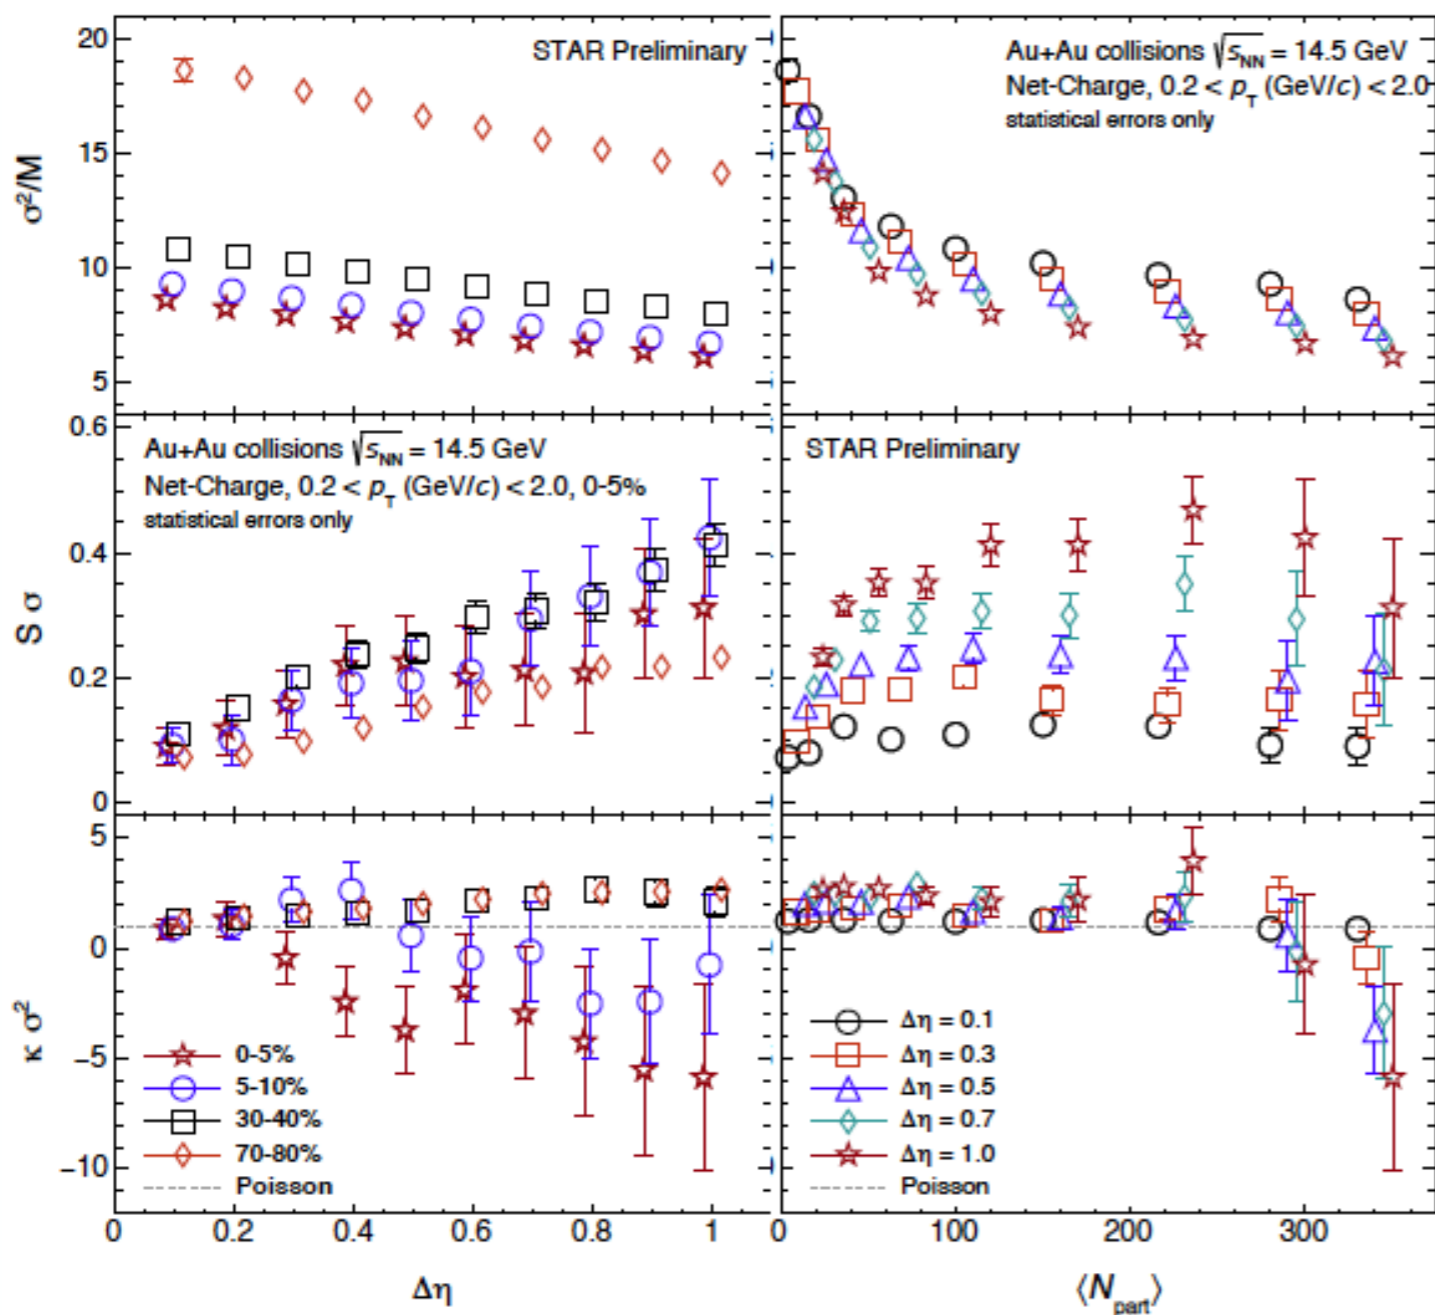 20
15
10
5
σ²/M
STAR Preliminary
Au+Au collisions √sNN = 14.5 GeV
Net-Charge, 0.2 < pT (GeV/c) < 2.0
statistical errors only
0.6
0.4
0.2
0
S σ
Au+Au collisions √sNN = 14.5 GeV
Net-Charge, 0.2 < pT (GeV/c) < 2.0, 0-5%
statistical errors only
STAR Preliminary
5
0
−5
−10
κ σ²
0-5%
5-10%
30-40%
70-80%
Poisson
Δη = 0.1
Δη = 0.3
Δη = 0.5
Δη = 0.7
Δη = 1.0
Poisson
0 0.2 0.4 0.6 0.8 1
0 100 200 300
Δη
⟨Npart⟩